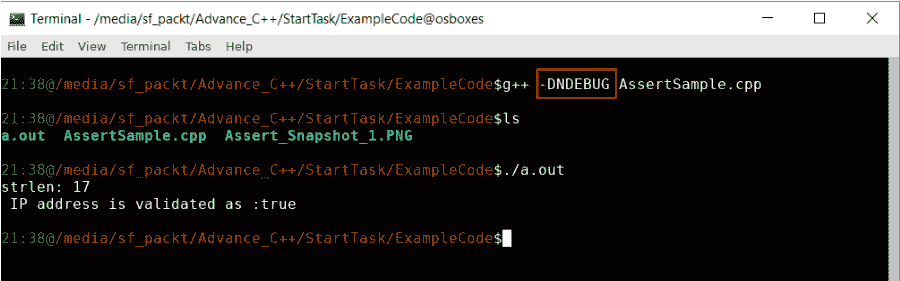 Terminal - /media/sf_packt/Advance_C++/StartTask/ExampleCode@osboxes
File Edit View Terminal Tabs Help
21:38@/media/sf_packt/Advance_C++/StartTask/ExampleCode$g++ -DNDEBUG AssertSample.cpp
21:38@/media/sf_packt/Advance_C++/StartTask/ExampleCode$ls
a.out AssertSample.cpp Assert_Snapshot_1.PNG
21:38@/media/sf_packt/Advance_C++/StartTask/ExampleCode$./a.out
strlen: 17
IP address is validated as :true
21:38@/media/sf_packt/Advance_C++/StartTask/ExampleCode$